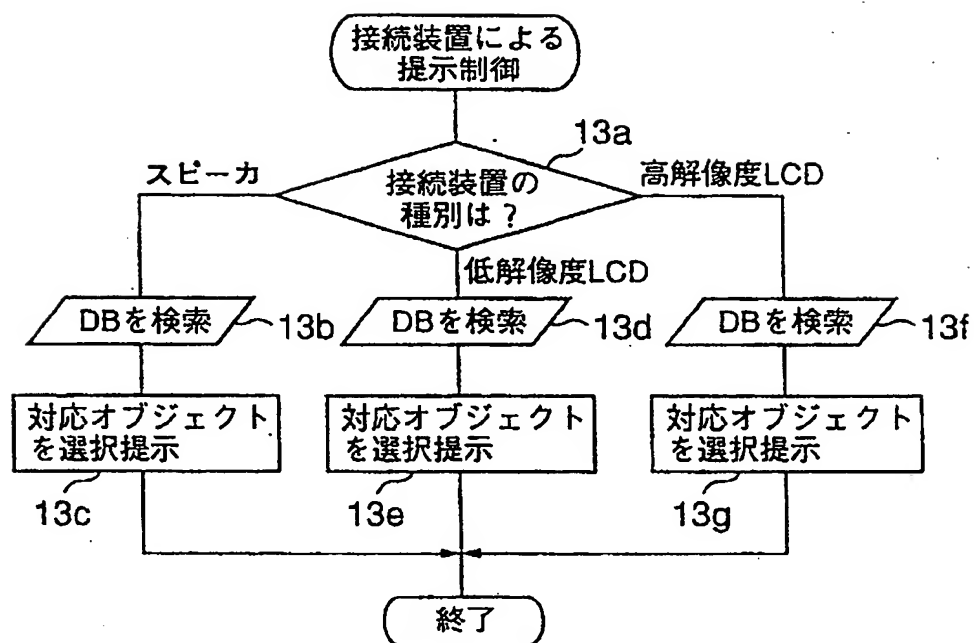 接続装置による
提示制御
13a
スピーカ
接続装置の
種別は？
高解像度LCD
低解像度LCD
DBを検索
13b
DBを検索
13d
DBを検索
13f
対応オブジェクト
を選択提示
対応オブジェクト
を選択提示
対応オブジェクト
を選択提示
13c
13e
13g
終了